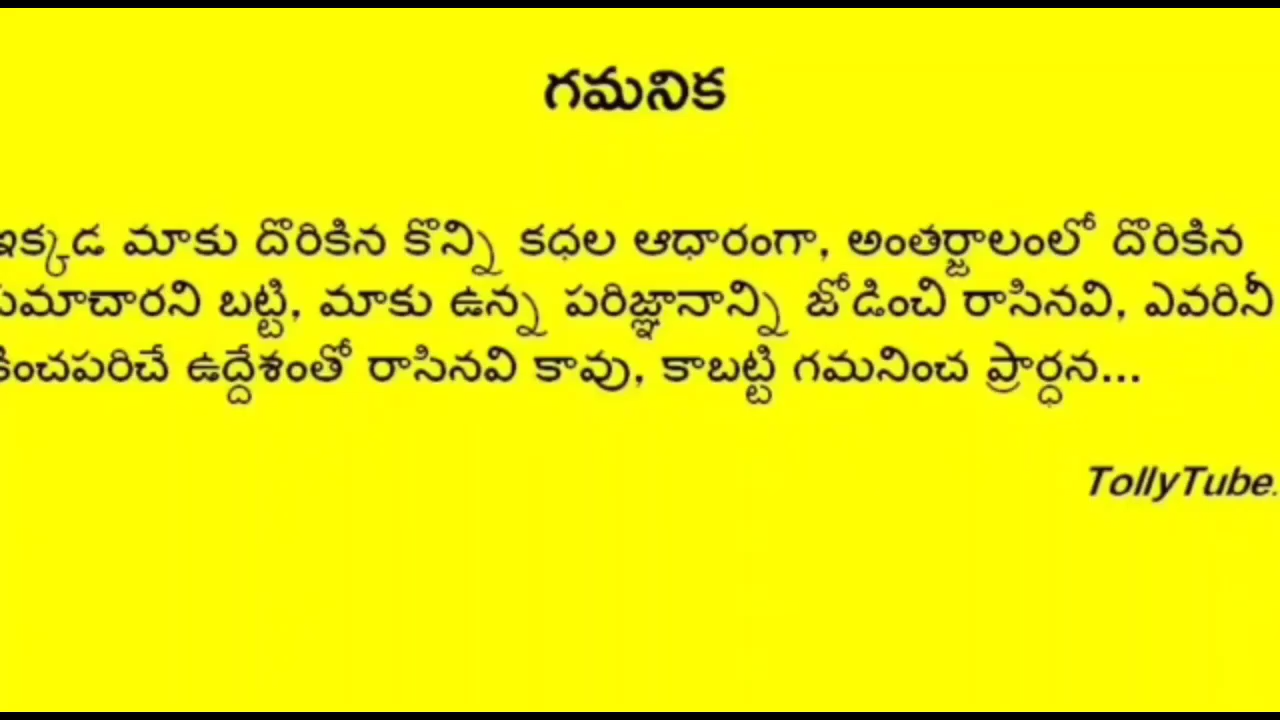 గమనిక
ఇక్కడ మాకు దొరికిన కొన్ని కధల ఆధారంగా, అంతర్జాలంలో దొరికిన
సమాచారని బట్టి, మాకు ఉన్న పరిజ్ఞానాన్ని జోడించి రాసినవి, ఎవరినీ
కించపరిచే ఉద్దేశంతో రాసినవి కావు, కాబట్టి గమనించ ప్రార్ధన...
TollyTube.